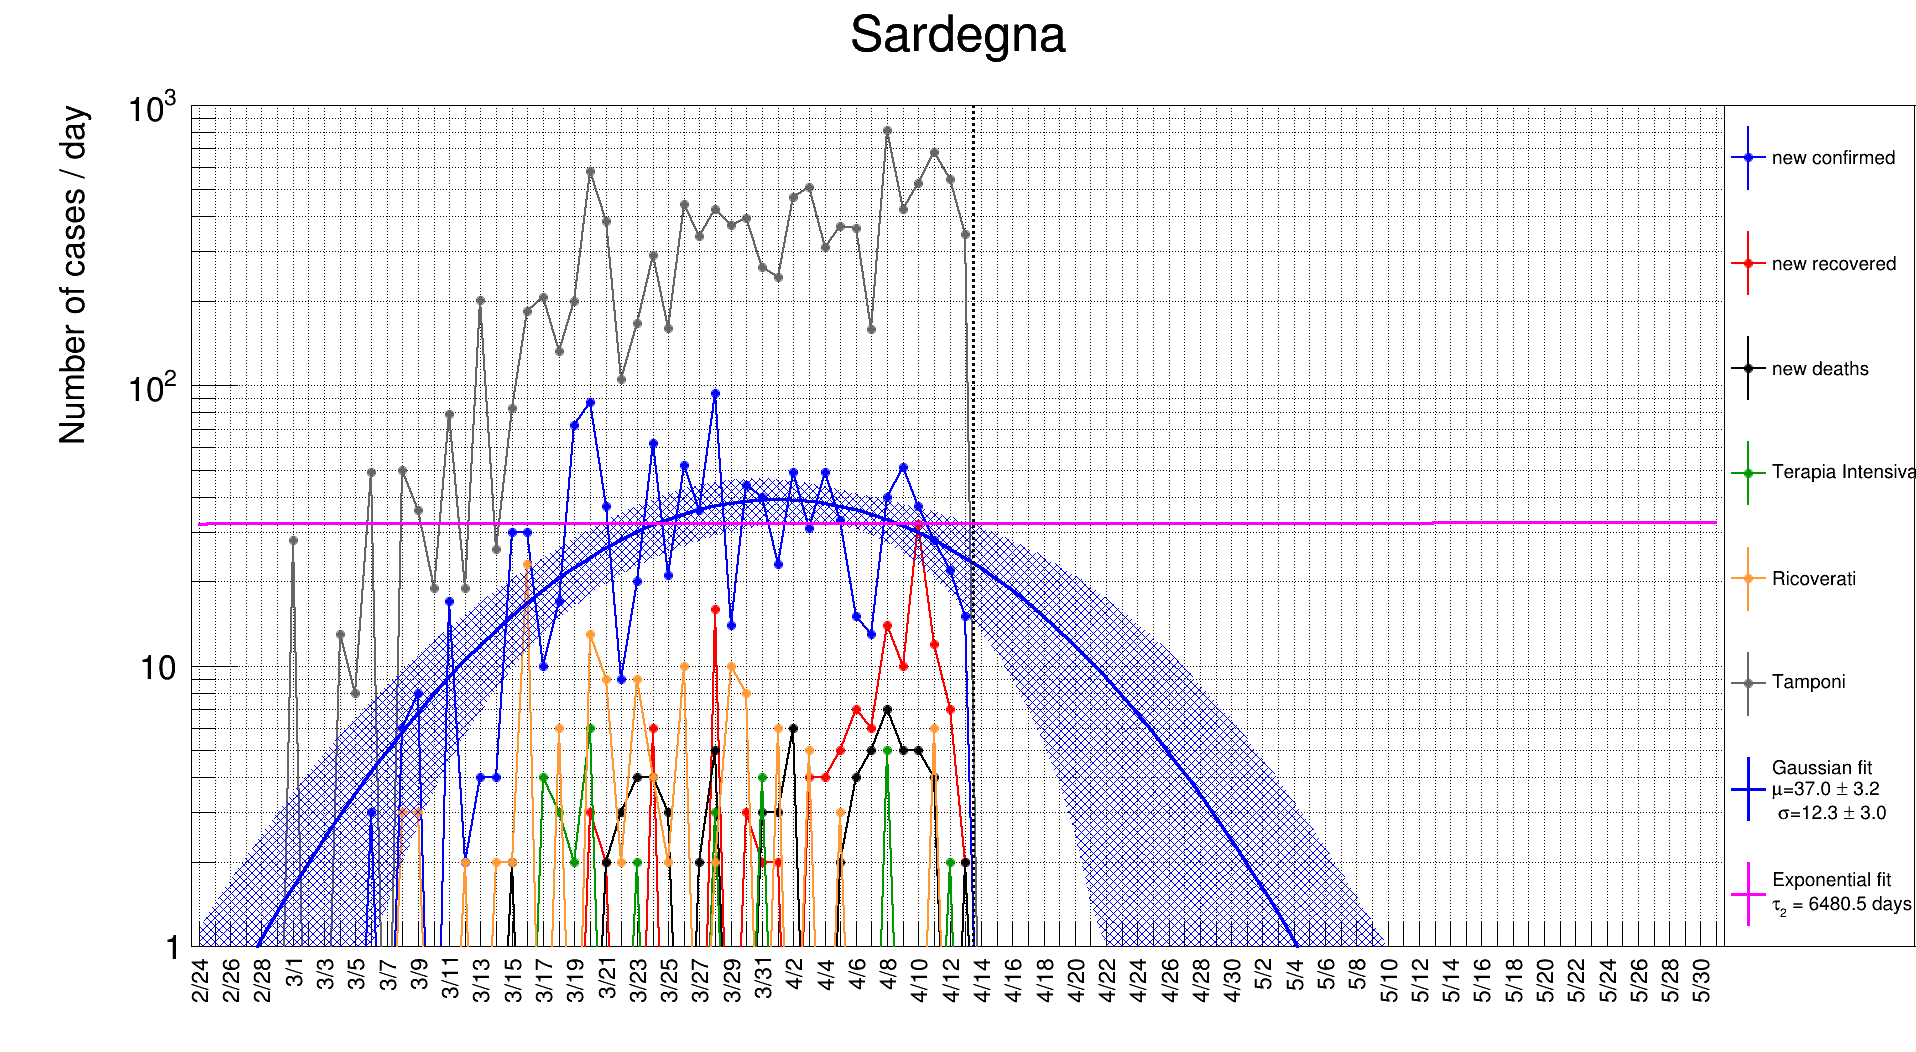 Sardegna
Number of cases / day
10³
10²
10
1
2/24 2/26 2/28 3/1 3/3 3/5 3/7 3/9 3/11 3/13 3/15 3/17 3/19 3/21 3/23 3/25 3/27 3/29 3/31 4/2 4/4 4/6 4/8 4/10 4/12 4/14 4/16 4/18 4/20 4/22 4/24 4/26 4/28 4/30 5/2 5/4 5/6 5/8 5/10 5/12 5/14 5/16 5/18 5/20 5/22 5/24 5/26 5/28 5/30
new confirmed
new recovered
new deaths
Terapia Intensiva
Ricoverati
Tamponi
Gaussian fit
μ=37.0 ± 3.2
σ=12.3 ± 3.0
Exponential fit
τ₂ = 6480.5 days